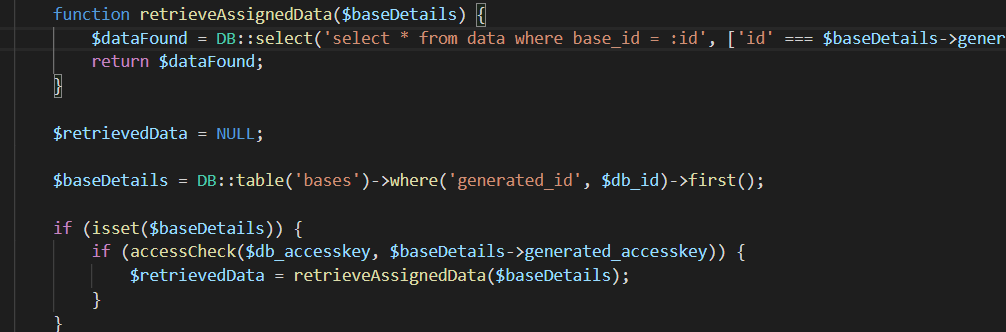 function retrieveAssignedData($baseDetails) {
$dataFound = DB::select('select * from data where base_id = :id', ['id' === $baseDetails->gener
return $dataFound;
}
$retrievedData = NULL;
$baseDetails = DB::table('bases')->where('generated_id', $db_id)->first();
if (isset($baseDetails)) {
if (accessCheck($db_accesskey, $baseDetails->generated_accesskey)) {
$retrievedData = retrieveAssignedData($baseDetails);
}
}